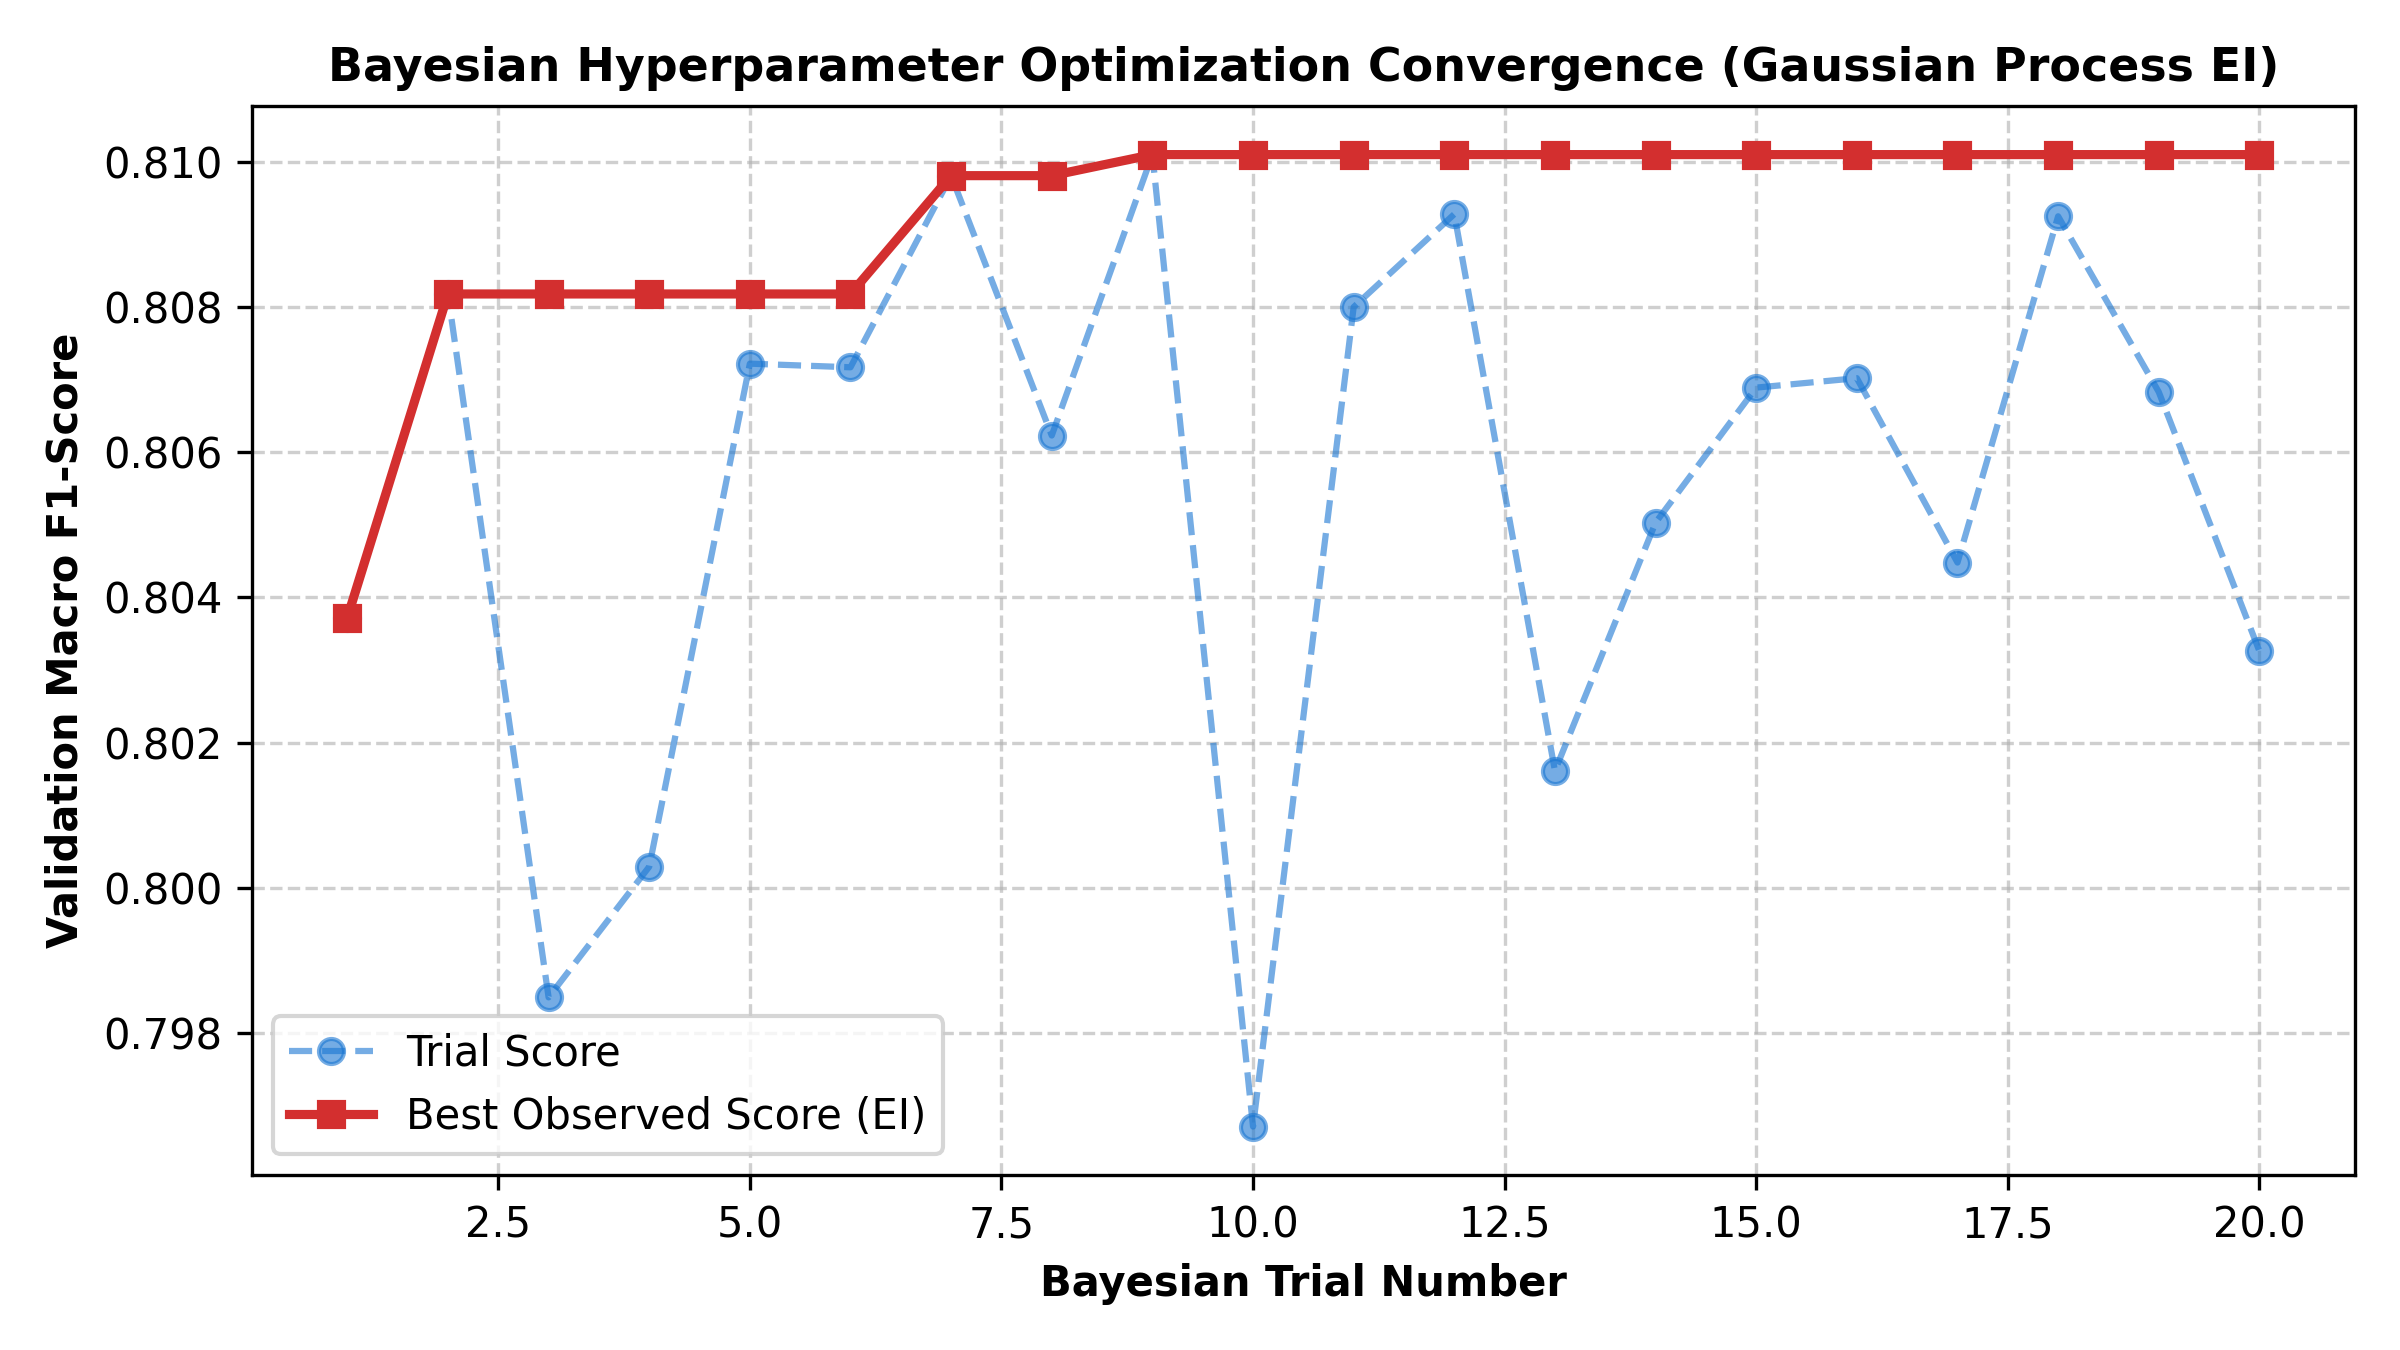 Bayesian Hyperparameter Optimization Convergence (Gaussian Process EI)
Validation Macro F1-Score
0.810
0.808
0.806
0.804
0.802
0.800
0.798
Trial Score
Best Observed Score (EI)
2.5 5.0 7.5 10.0 12.5 15.0 17.5 20.0
Bayesian Trial Number